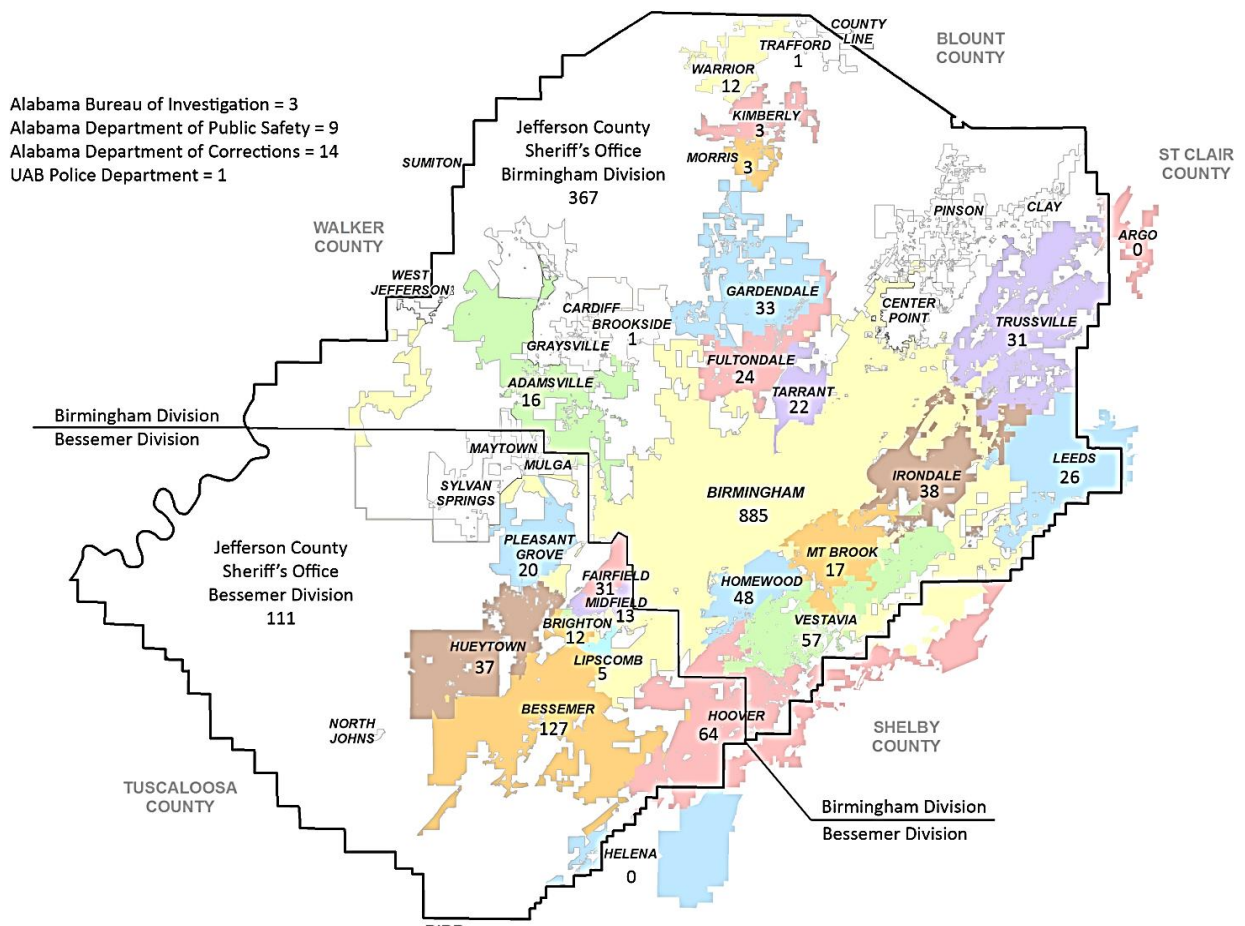 COUNTY
LINE
BLOUNT
COUNTY
TRAFFORD
1
WARRIOR
12
Alabama Bureau of Investigation = 3
Alabama Department of Public Safety = 9
Alabama Department of Corrections = 14
UAB Police Department = 1
KIMBERLY
3
Jefferson County
Sheriff's Office
Birmingham Division
367
MORRIS
3
SUMITON
ST CLAIR
COUNTY
PINSON
CLAY
WALKER
COUNTY
ARGO
0
WEST
JEFFERSON
GARDENDALE
33
CENTER
POINT
CARDIFF
BROOKSIDE
1
GRAYSVILLE
TRUSSVILLE
31
FULTONDALE
24
ADAMSVILLE
16
TARRANT
22
Birmingham Division
Bessemer Division
MAYTOWN
MULGA
SYLVAN
SPRINGS
LEEDS
26
IRONDALE
38
BIRMINGHAM
885
PLEASANT
GROVE
20
Jefferson County
Sheriff's Office
Bessemer Division
111
MT BROOK
17
FAIRFIELD
31
HOMEWOOD
48
MIDFIELD
13
BRIGHTON
12
VESTAVIA
57
HUEYTOWN
37
LIPSCOMB
5
BESSEMER
127
HOOVER
64
NORTH
JOHNS
SHELBY
COUNTY
TUSCALOOSA
COUNTY
Birmingham Division
Bessemer Division
HELENA
0